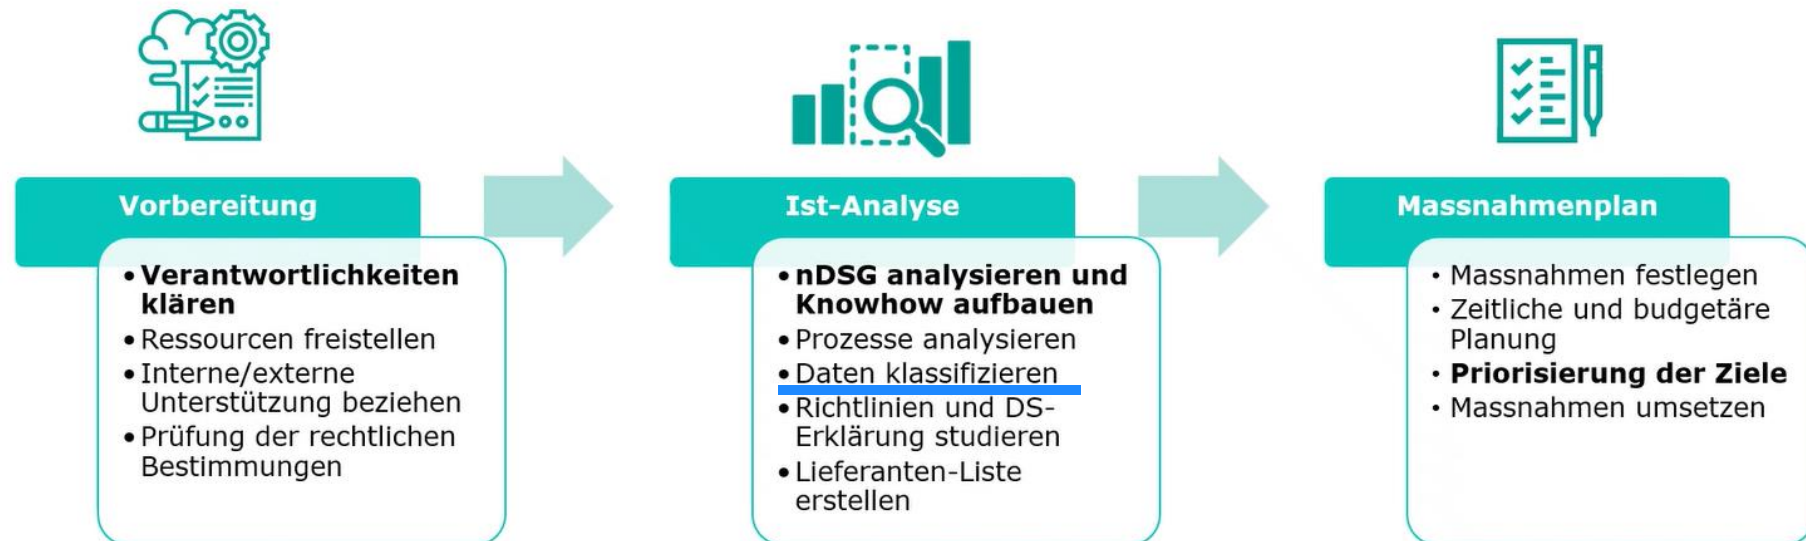 Vorbereitung
• Verantwortlichkeiten
klären
• Ressourcen freistellen
• Interne/externe
Unterstützung beziehen
• Prüfung der rechtlichen
Bestimmungen
Ist-Analyse
• nDSG analysieren und
Knowhow aufbauen
• Prozesse analysieren
• Daten klassifizieren
• Richtlinien und DS-
Erklärung studieren
• Lieferanten-Liste
erstellen
Massnahmenplan
• Massnahmen festlegen
• Zeitliche und budgetäre
Planung
• Priorisierung der Ziele
• Massnahmen umsetzen